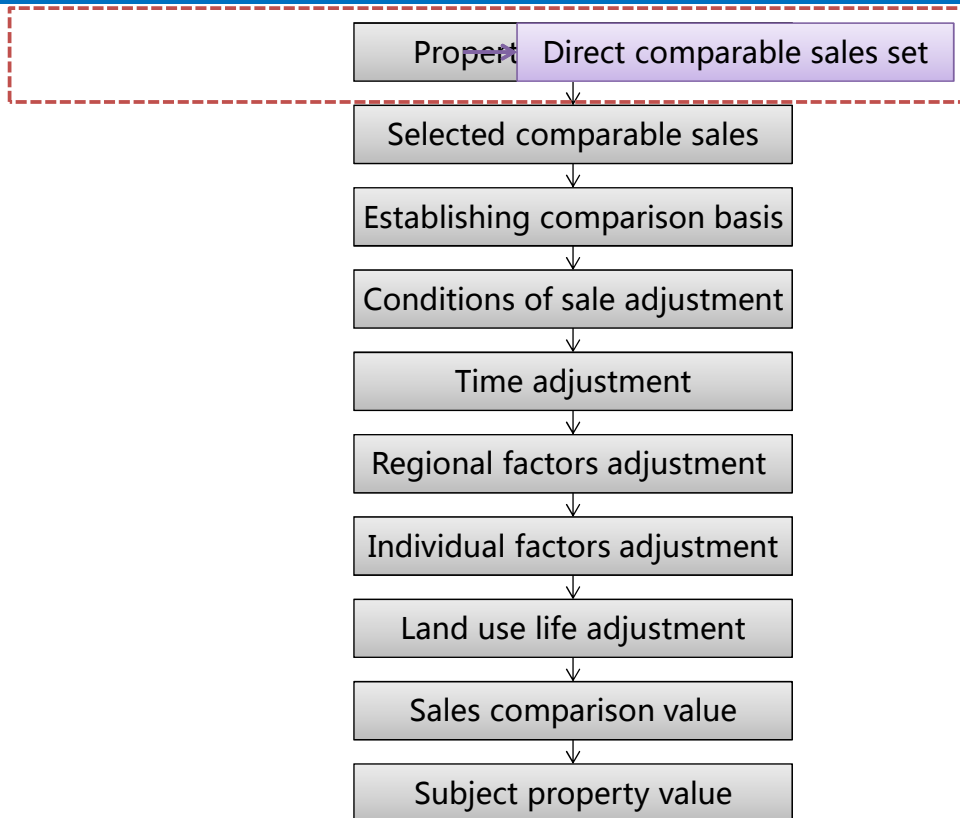 Direct comparable sales set
Selected comparable sales
Establishing comparison basis
Conditions of sale adjustment
Time adjustment
Regional factors adjustment
Individual factors adjustment
Land use life adjustment
Sales comparison value
Subject property value